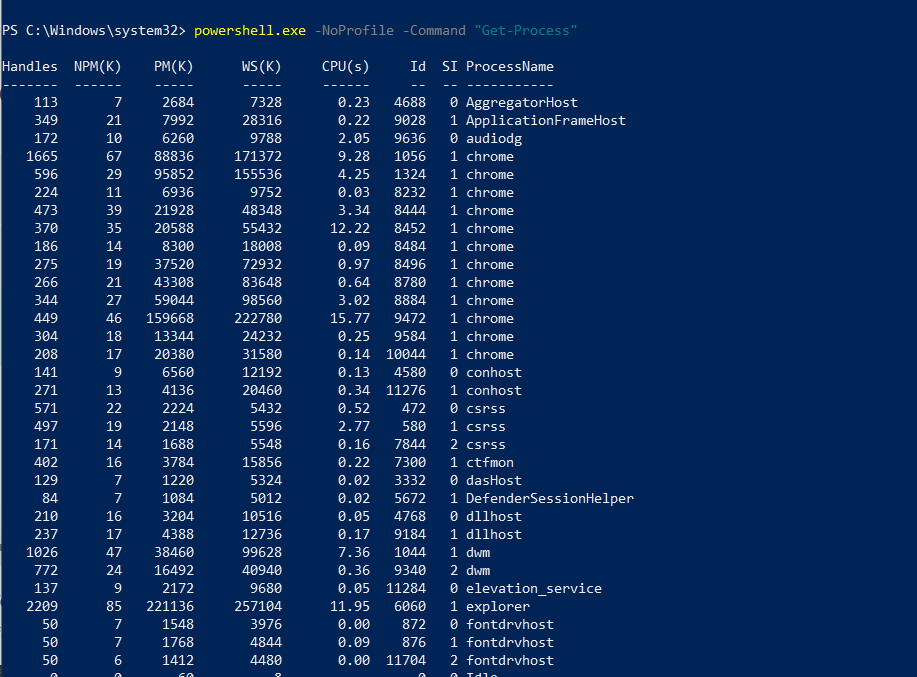 PS C:\Windows\system32> powershell.exe -NoProfile -Command "Get-Process"
Handles NPM(K) PM(K) WS(K) CPU(s) Id SI ProcessName
------- ------ ----- ----- ------ -- -- -----------
113 7 2684 7328 0.23 4688 0 AggregatorHost
349 21 7992 28316 0.22 9028 1 ApplicationFrameHost
172 10 6260 9788 2.05 9636 0 audiodg
1665 67 88836 171372 9.28 1056 1 chrome
596 29 95852 155536 4.25 1324 1 chrome
224 11 6936 9752 0.03 8232 1 chrome
473 39 21928 48348 3.34 8444 1 chrome
370 35 20588 55432 12.22 8452 1 chrome
186 14 8300 18008 0.09 8484 1 chrome
275 19 37520 72932 0.97 8496 1 chrome
266 21 43308 83648 0.64 8780 1 chrome
344 27 59044 98560 3.02 8884 1 chrome
449 46 159668 222780 15.77 9472 1 chrome
304 18 13344 24232 0.25 9584 1 chrome
208 17 20380 31580 0.14 10044 1 chrome
141 9 6560 12192 0.13 4580 0 conhost
271 13 4136 20460 0.34 11276 1 conhost
571 22 2224 5432 0.52 472 0 csrss
497 19 2148 5596 2.77 580 1 csrss
171 14 1688 5548 0.16 7844 2 csrss
402 16 3784 15856 0.22 7300 1 ctfmon
129 7 1220 5324 0.02 3332 0 dasHost
84 7 1084 5012 0.02 5672 1 DefenderSessionHelper
210 16 3204 10516 0.05 4768 0 dllhost
237 17 4388 12736 0.17 9184 1 dllhost
1026 47 38460 99628 7.36 1044 1 dwm
772 24 16492 40940 0.36 9340 2 dwm
137 9 2172 9680 0.05 11284 0 elevation_service
2209 85 221136 257104 11.95 6060 1 explorer
50 7 1548 3976 0.00 872 0 fontdrvhost
50 7 1768 4844 0.09 876 1 fontdrvhost
50 6 1412 4480 0.00 11704 2 fontdrvhost
0 0 60 8 0 0 Idle